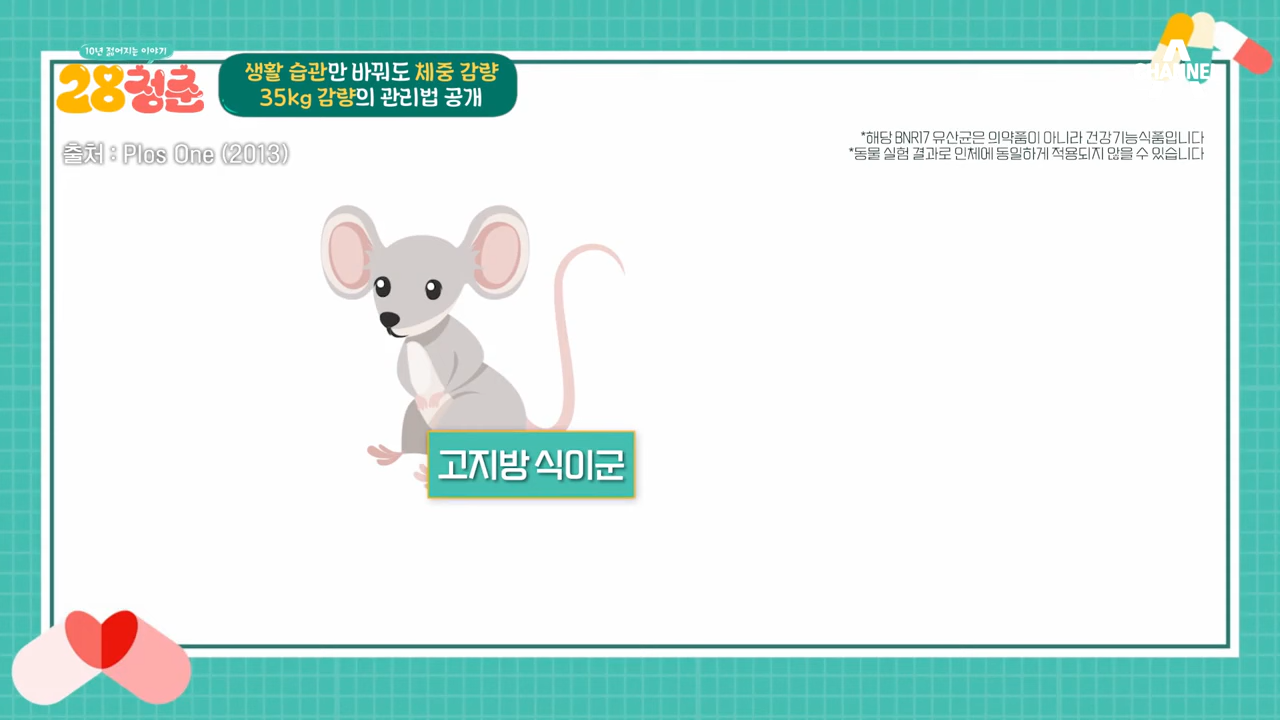 10년 젊어지는 이야기
28청춘
생활 습관만 바꿔도 체중 감량
35kg 감량의 관리법 공개
CHANNEL A
출처 : Plos One (2013)
*해당 BNR17 유산균은 의약품이 아니라 건강기능식품입니다
*동물 실험 결과로 인체에 동일하게 적용되지 않을 수 있습니다
고지방 식이군